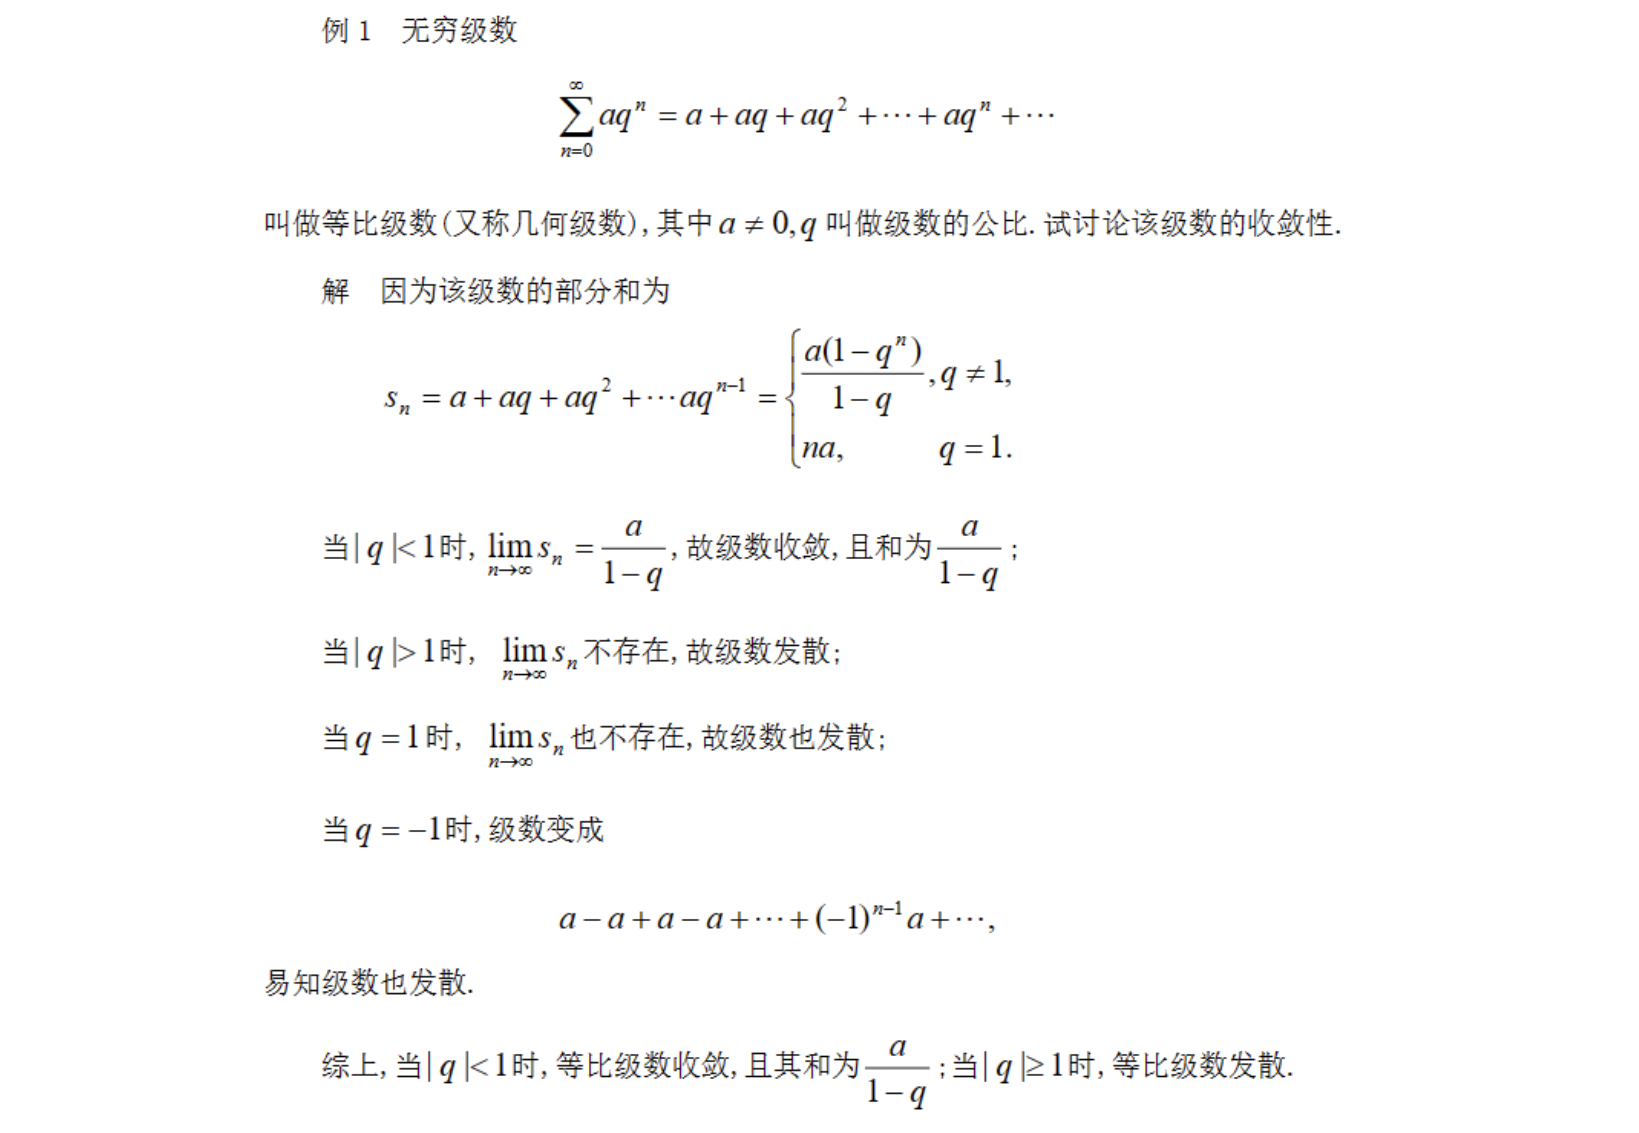 例1 无穷级数
$\sum_{n=0}^{\infty} aq^n = a + aq + aq^2 + \cdots + aq^n + \cdots$
叫做等比级数(又称几何级数),其中 $a \neq 0, q$ 叫做级数的公比.试讨论该级数的收敛性.
解 因为该级数的部分和为
$s_n = a + aq + aq^2 + \cdots aq^{n-1} = \begin{cases} \dfrac{a(1-q^n)}{1-q}, q \neq 1, \\ na, \quad q = 1. \end{cases}$
当 $|q| < 1$ 时, $\lim_{n \to \infty} s_n = \dfrac{a}{1-q}$,故级数收敛,且和为 $\dfrac{a}{1-q}$;
当 $|q| > 1$ 时, $\lim_{n \to \infty} s_n$ 不存在,故级数发散;
当 $q = 1$ 时, $\lim_{n \to \infty} s_n$ 也不存在,故级数也发散;
当 $q = -1$ 时,级数变成
$a - a + a - a + \cdots + (-1)^{n-1} a + \cdots,$
易知级数也发散.
综上,当 $|q| < 1$ 时,等比级数收敛,且其和为 $\dfrac{a}{1-q}$;当 $|q| \geq 1$ 时,等比级数发散.